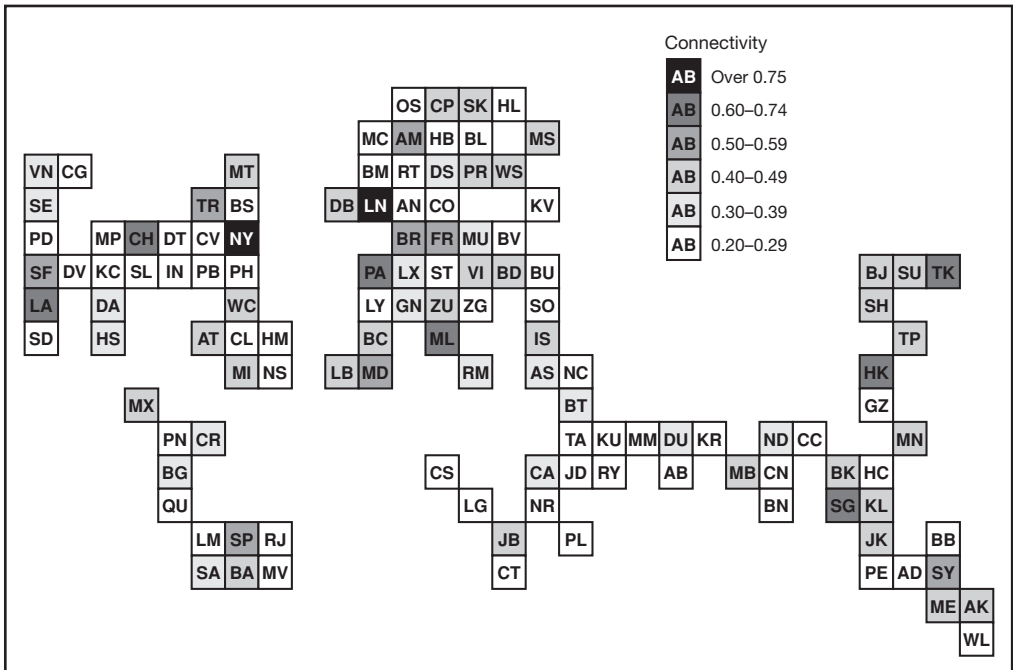 Connectivity
AB Over 0.75
AB 0.60–0.74
AB 0.50–0.59
AB 0.40–0.49
AB 0.30–0.39
AB 0.20–0.29
OS CP SK HL
MC AM HB BL MS
VN CG MT BM RT DS PR WS
SE TR BS DB LN AN CO KV
PD MP CH DT CV NY BR FR MU BV
SF DV KC SL IN PB PH PA LX ST VI BD BU BJ SU TK
LA DA WC LY GN ZU ZG SO SH
SD HS AT CL HM BC ML IS TP
MI NS LB MD RM AS NC HK
MX BT GZ
PN CR TA KU MM DU KR ND CC MN
BG CS CA JD RY AB MB CN BK HC
QU LG NR BN SG KL
LM SP RJ JB PL JK BB
SA BA MV CT PE AD SY
ME AK
WL